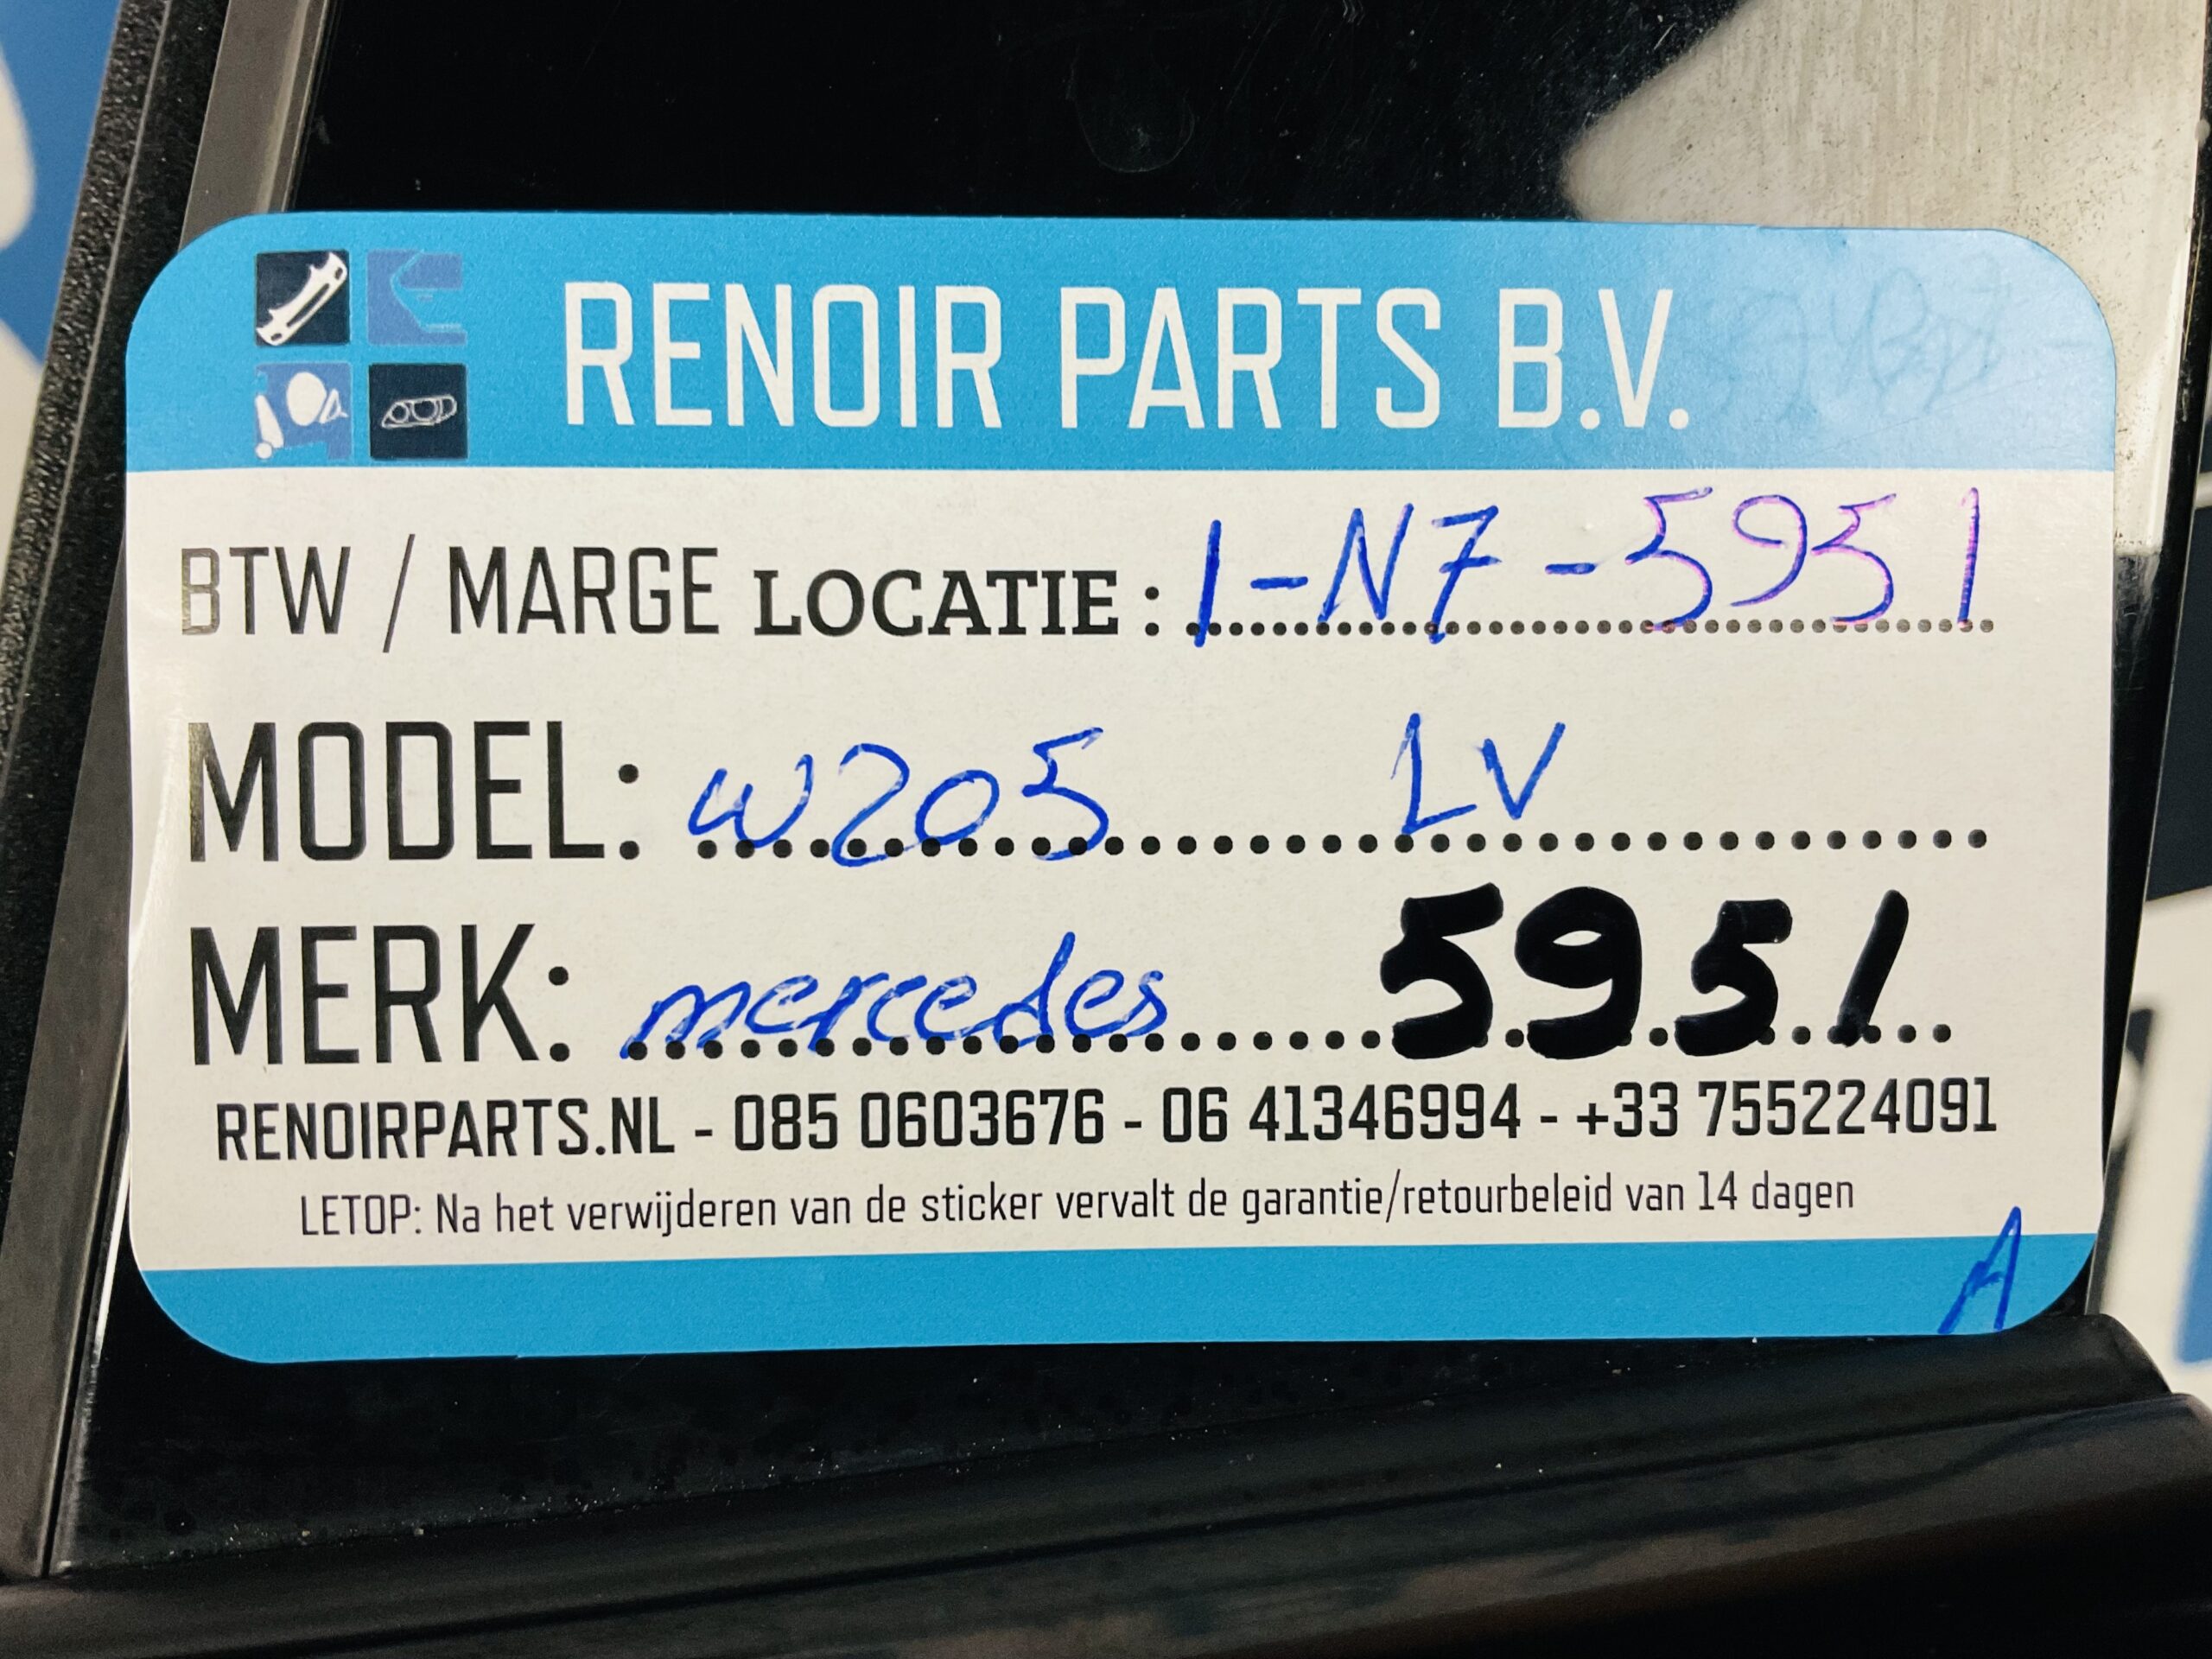 RENOIR PARTS B.V.
BTW / MARGE LOCATIE : 1-N7-5951
MODEL: w205 LV
MERK: mercedes 5951
RENOIRPARTS.NL - 085 0603676 - 06 41346994 - +33 755224091
LETOP: Na het verwijderen van de sticker vervalt de garantie/retourbeleid van 14 dagen
A